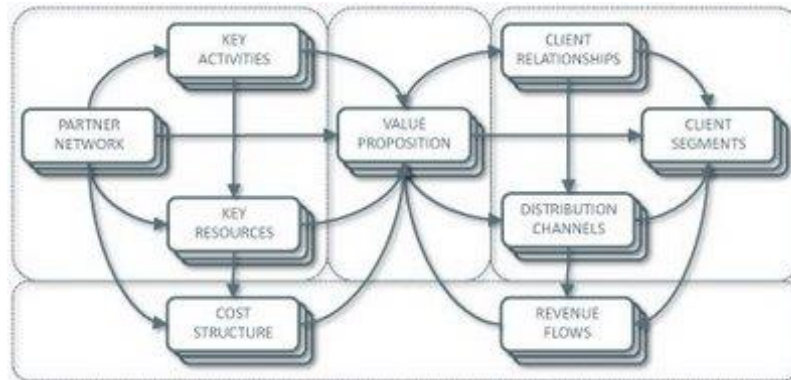 KEY
ACTIVITIES
CLIENT
RELATIONSHIPS
PARTNER
NETWORK
VALUE
PROPOSITION
CLIENT
SEGMENTS
KEY
RESOURCES
DISTRIBUTION
CHANNELS
COST
STRUCTURE
REVENUE
FLOWS